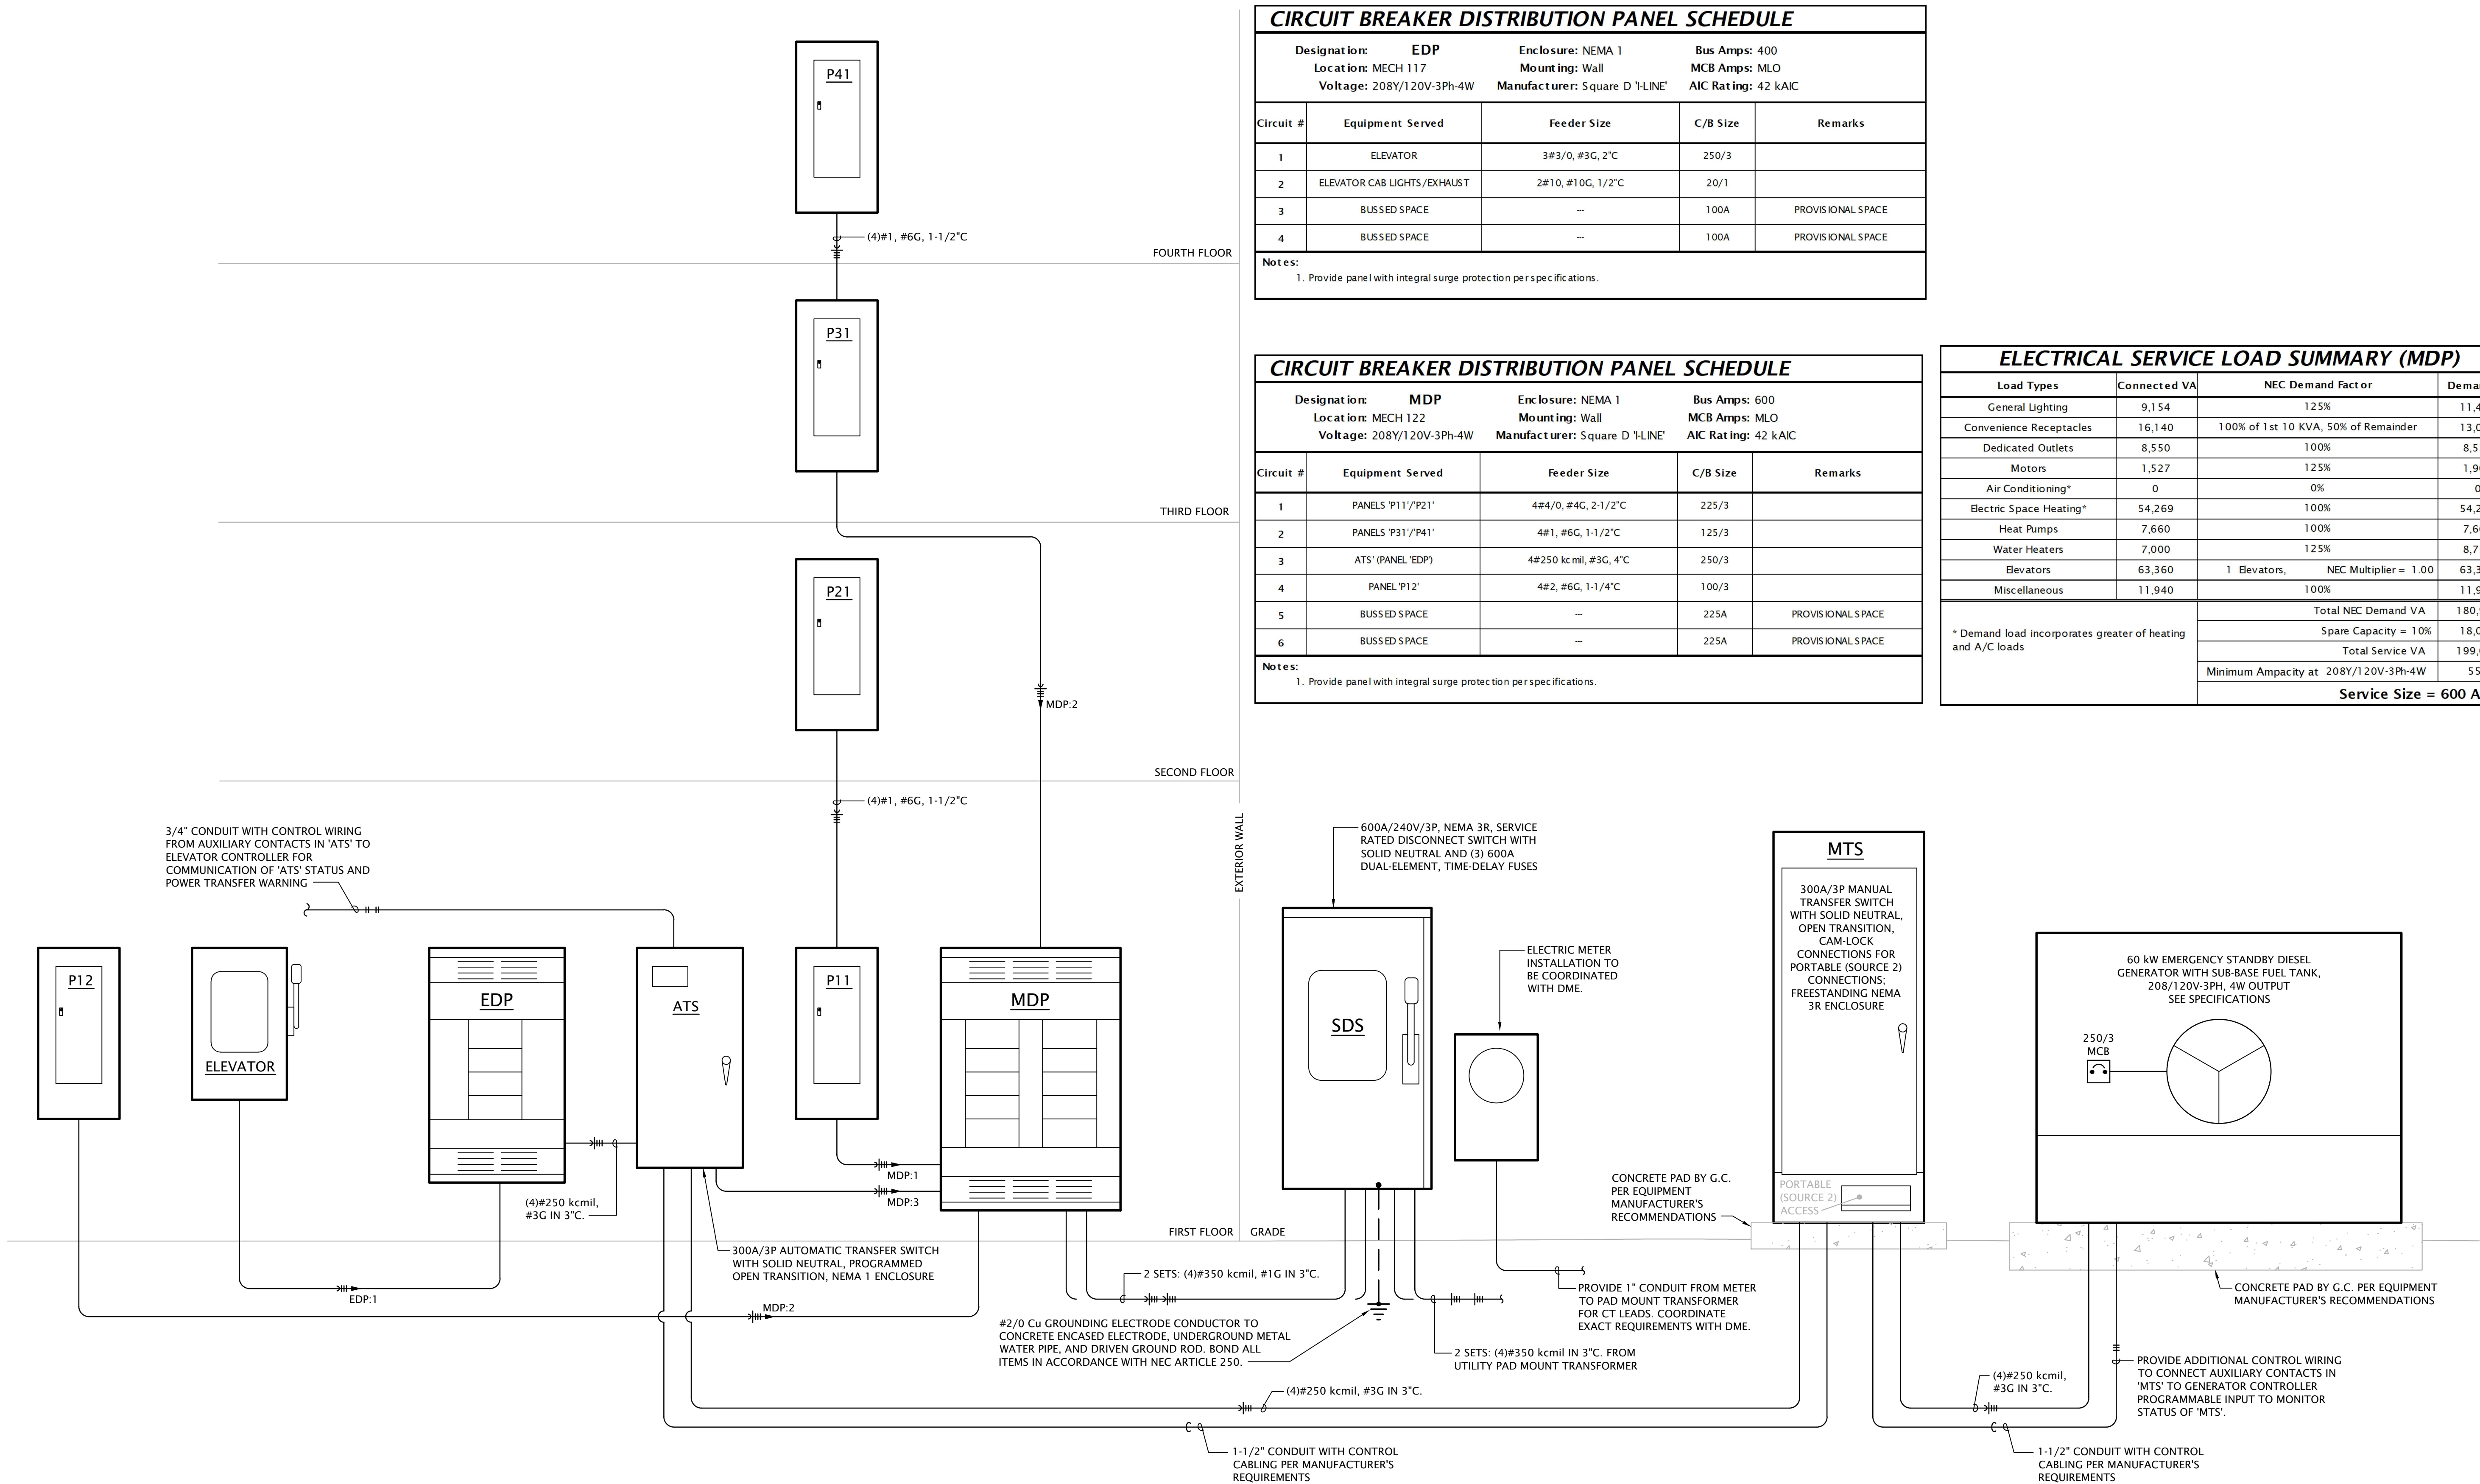 CIRCUIT BREAKER DISTRIBUTION PANEL SCHEDULE
Designation: EDP Enclosure: NEMA 1 Bus Amps: 400
Location: MECH 117 Mounting: Wall MCB Amps: MLO
Voltage: 208Y/120V-3Ph-4W Manufacturer: Square D 'I-LINE' AIC Rating: 42 kAIC
Circuit # Equipment Served Feeder Size C/B Size Remarks
1 ELEVATOR 3#3/0, #3G, 2"C 250/3
2 ELEVATOR CAB LIGHTS/EXHAUST 2#10, #10G, 1/2"C 20/1
3 BUSSED SPACE --- 100A PROVISIONAL SPACE
4 BUSSED SPACE --- 100A PROVISIONAL SPACE
Notes:
1. Provide panel with integral surge protection per specifications.
CIRCUIT BREAKER DISTRIBUTION PANEL SCHEDULE
Designation: MDP Enclosure: NEMA 1 Bus Amps: 600
Location: MECH 122 Mounting: Wall MCB Amps: MLO
Voltage: 208Y/120V-3Ph-4W Manufacturer: Square D 'I-LINE' AIC Rating: 42 kAIC
Circuit # Equipment Served Feeder Size C/B Size Remarks
1 PANELS 'P11'/'P21' 4#4/0, #4G, 2-1/2"C 225/3
2 PANELS 'P31'/'P41' 4#1, #6G, 1-1/2"C 125/3
3 ATS' (PANEL 'EDP') 4#250 kcmil, #3G, 4"C 250/3
4 PANEL 'P12' 4#2, #6G, 1-1/4"C 100/3
5 BUSSED SPACE --- 225A PROVISIONAL SPACE
6 BUSSED SPACE --- 225A PROVISIONAL SPACE
Notes:
1. Provide panel with integral surge protection per specifications.
ELECTRICAL SERVICE LOAD SUMMARY (MDP)
Load Types Connected VA NEC Demand Factor
General Lighting 9,154 125%
Convenience Receptacles 16,140 100% of 1st 10 KVA, 50% of Remainder
Dedicated Outlets 8,550 100%
Motors 1,527 125%
Air Conditioning* 0 0% 0
Electric Space Heating* 54,269 100%
Heat Pumps 7,660 100%
Water Heaters 7,000 125%
Elevators 63,360 1 Elevators, NEC Multiplier = 1.00
Miscellaneous 11,940 100%
* Demand load incorporates greater of heating
and A/C loads
Total NEC Demand VA
Spare Capacity = 10%
Total Service VA
Minimum Ampacity at 208Y/120V-3Ph-4W
Service Size = 600 A
P41
(4)#1, #6G, 1-1/2"C
FOURTH FLOOR
P31
THIRD FLOOR
P21
MDP:2
SECOND FLOOR
(4)#1, #6G, 1-1/2"C
EXTERIOR WALL
3/4" CONDUIT WITH CONTROL WIRING
FROM AUXILIARY CONTACTS IN 'ATS' TO
ELEVATOR CONTROLLER FOR
COMMUNICATION OF 'ATS' STATUS AND
POWER TRANSFER WARNING
P12
ELEVATOR
EDP
ATS
P11
MDP
(4)#250 kcmil,
#3G IN 3"C.
MDP:1
MDP:3
FIRST FLOOR
GRADE
300A/3P AUTOMATIC TRANSFER SWITCH
WITH SOLID NEUTRAL, PROGRAMMED
OPEN TRANSITION, NEMA 1 ENCLOSURE
EDP:1
MDP:2
600A/240V/3P, NEMA 3R, SERVICE
RATED DISCONNECT SWITCH WITH
SOLID NEUTRAL AND (3) 600A
DUAL-ELEMENT, TIME-DELAY FUSES
SDS
ELECTRIC METER
INSTALLATION TO
BE COORDINATED
WITH DME.
2 SETS: (4)#350 kcmil, #1G IN 3"C.
#2/0 Cu GROUNDING ELECTRODE CONDUCTOR TO
CONCRETE ENCASED ELECTRODE, UNDERGROUND METAL
WATER PIPE, AND DRIVEN GROUND ROD. BOND ALL
ITEMS IN ACCORDANCE WITH NEC ARTICLE 250.
PROVIDE 1" CONDUIT FROM METER
TO PAD MOUNT TRANSFORMER
FOR CT LEADS. COORDINATE
EXACT REQUIREMENTS WITH DME.
2 SETS: (4)#350 kcmil IN 3"C. FROM
UTILITY PAD MOUNT TRANSFORMER
CONCRETE PAD BY G.C.
PER EQUIPMENT
MANUFACTURER'S
RECOMMENDATIONS
MTS
300A/3P MANUAL
TRANSFER SWITCH
WITH SOLID NEUTRAL,
OPEN TRANSITION,
CAM-LOCK
CONNECTIONS FOR
PORTABLE (SOURCE 2)
CONNECTIONS;
FREESTANDING NEMA
3R ENCLOSURE
PORTABLE
(SOURCE 2)
ACCESS
60 kW EMERGENCY STANDBY DIESEL
GENERATOR WITH SUB-BASE FUEL TANK,
208/120V-3PH, 4W OUTPUT
SEE SPECIFICATIONS
250/3
MCB
CONCRETE PAD BY G.C. PER EQUIPMENT
MANUFACTURER'S RECOMMENDATIONS
PROVIDE ADDITIONAL CONTROL WIRING
TO CONNECT AUXILIARY CONTACTS IN
'MTS' TO GENERATOR CONTROLLER
PROGRAMMABLE INPUT TO MONITOR
STATUS OF 'MTS'.
(4)#250 kcmil,
#3G IN 3"C.
(4)#250 kcmil, #3G IN 3"C.
1-1/2" CONDUIT WITH CONTROL
CABLING PER MANUFACTURER'S
REQUIREMENTS
1-1/2" CONDUIT WITH CONTROL
CABLING PER MANUFACTURER'S
REQUIREMENTS